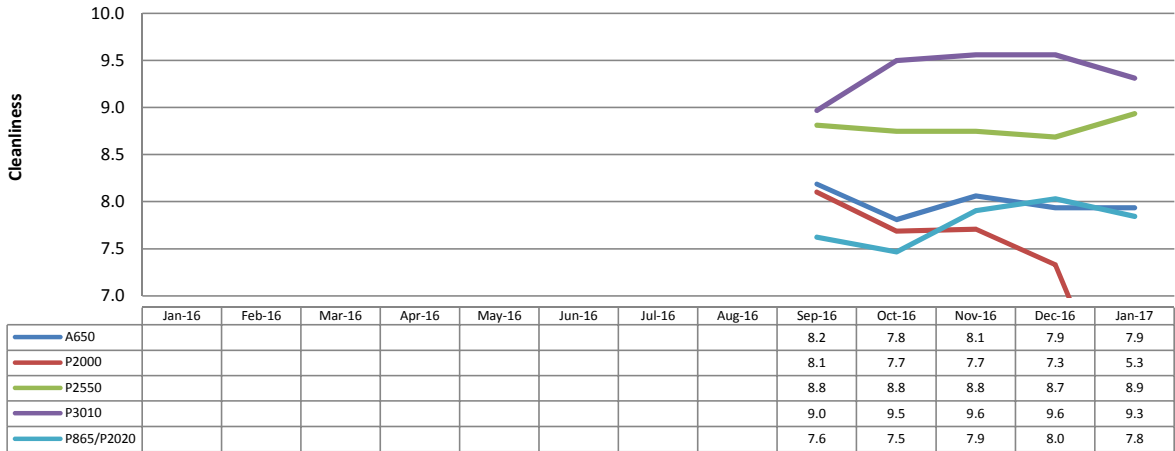 10.0
9.5
9.0
8.5
8.0
7.5
7.0
Cleanliness
Jan-16 Feb-16 Mar-16 Apr-16 May-16 Jun-16 Jul-16 Aug-16 Sep-16 Oct-16 Nov-16 Dec-16 Jan-17
A650 8.2 7.8 8.1 7.9 7.9
P2000 8.1 7.7 7.7 7.3 5.3
P2550 8.8 8.8 8.8 8.7 8.9
P3010 9.0 9.5 9.6 9.6 9.3
P865/P2020 7.6 7.5 7.9 8.0 7.8